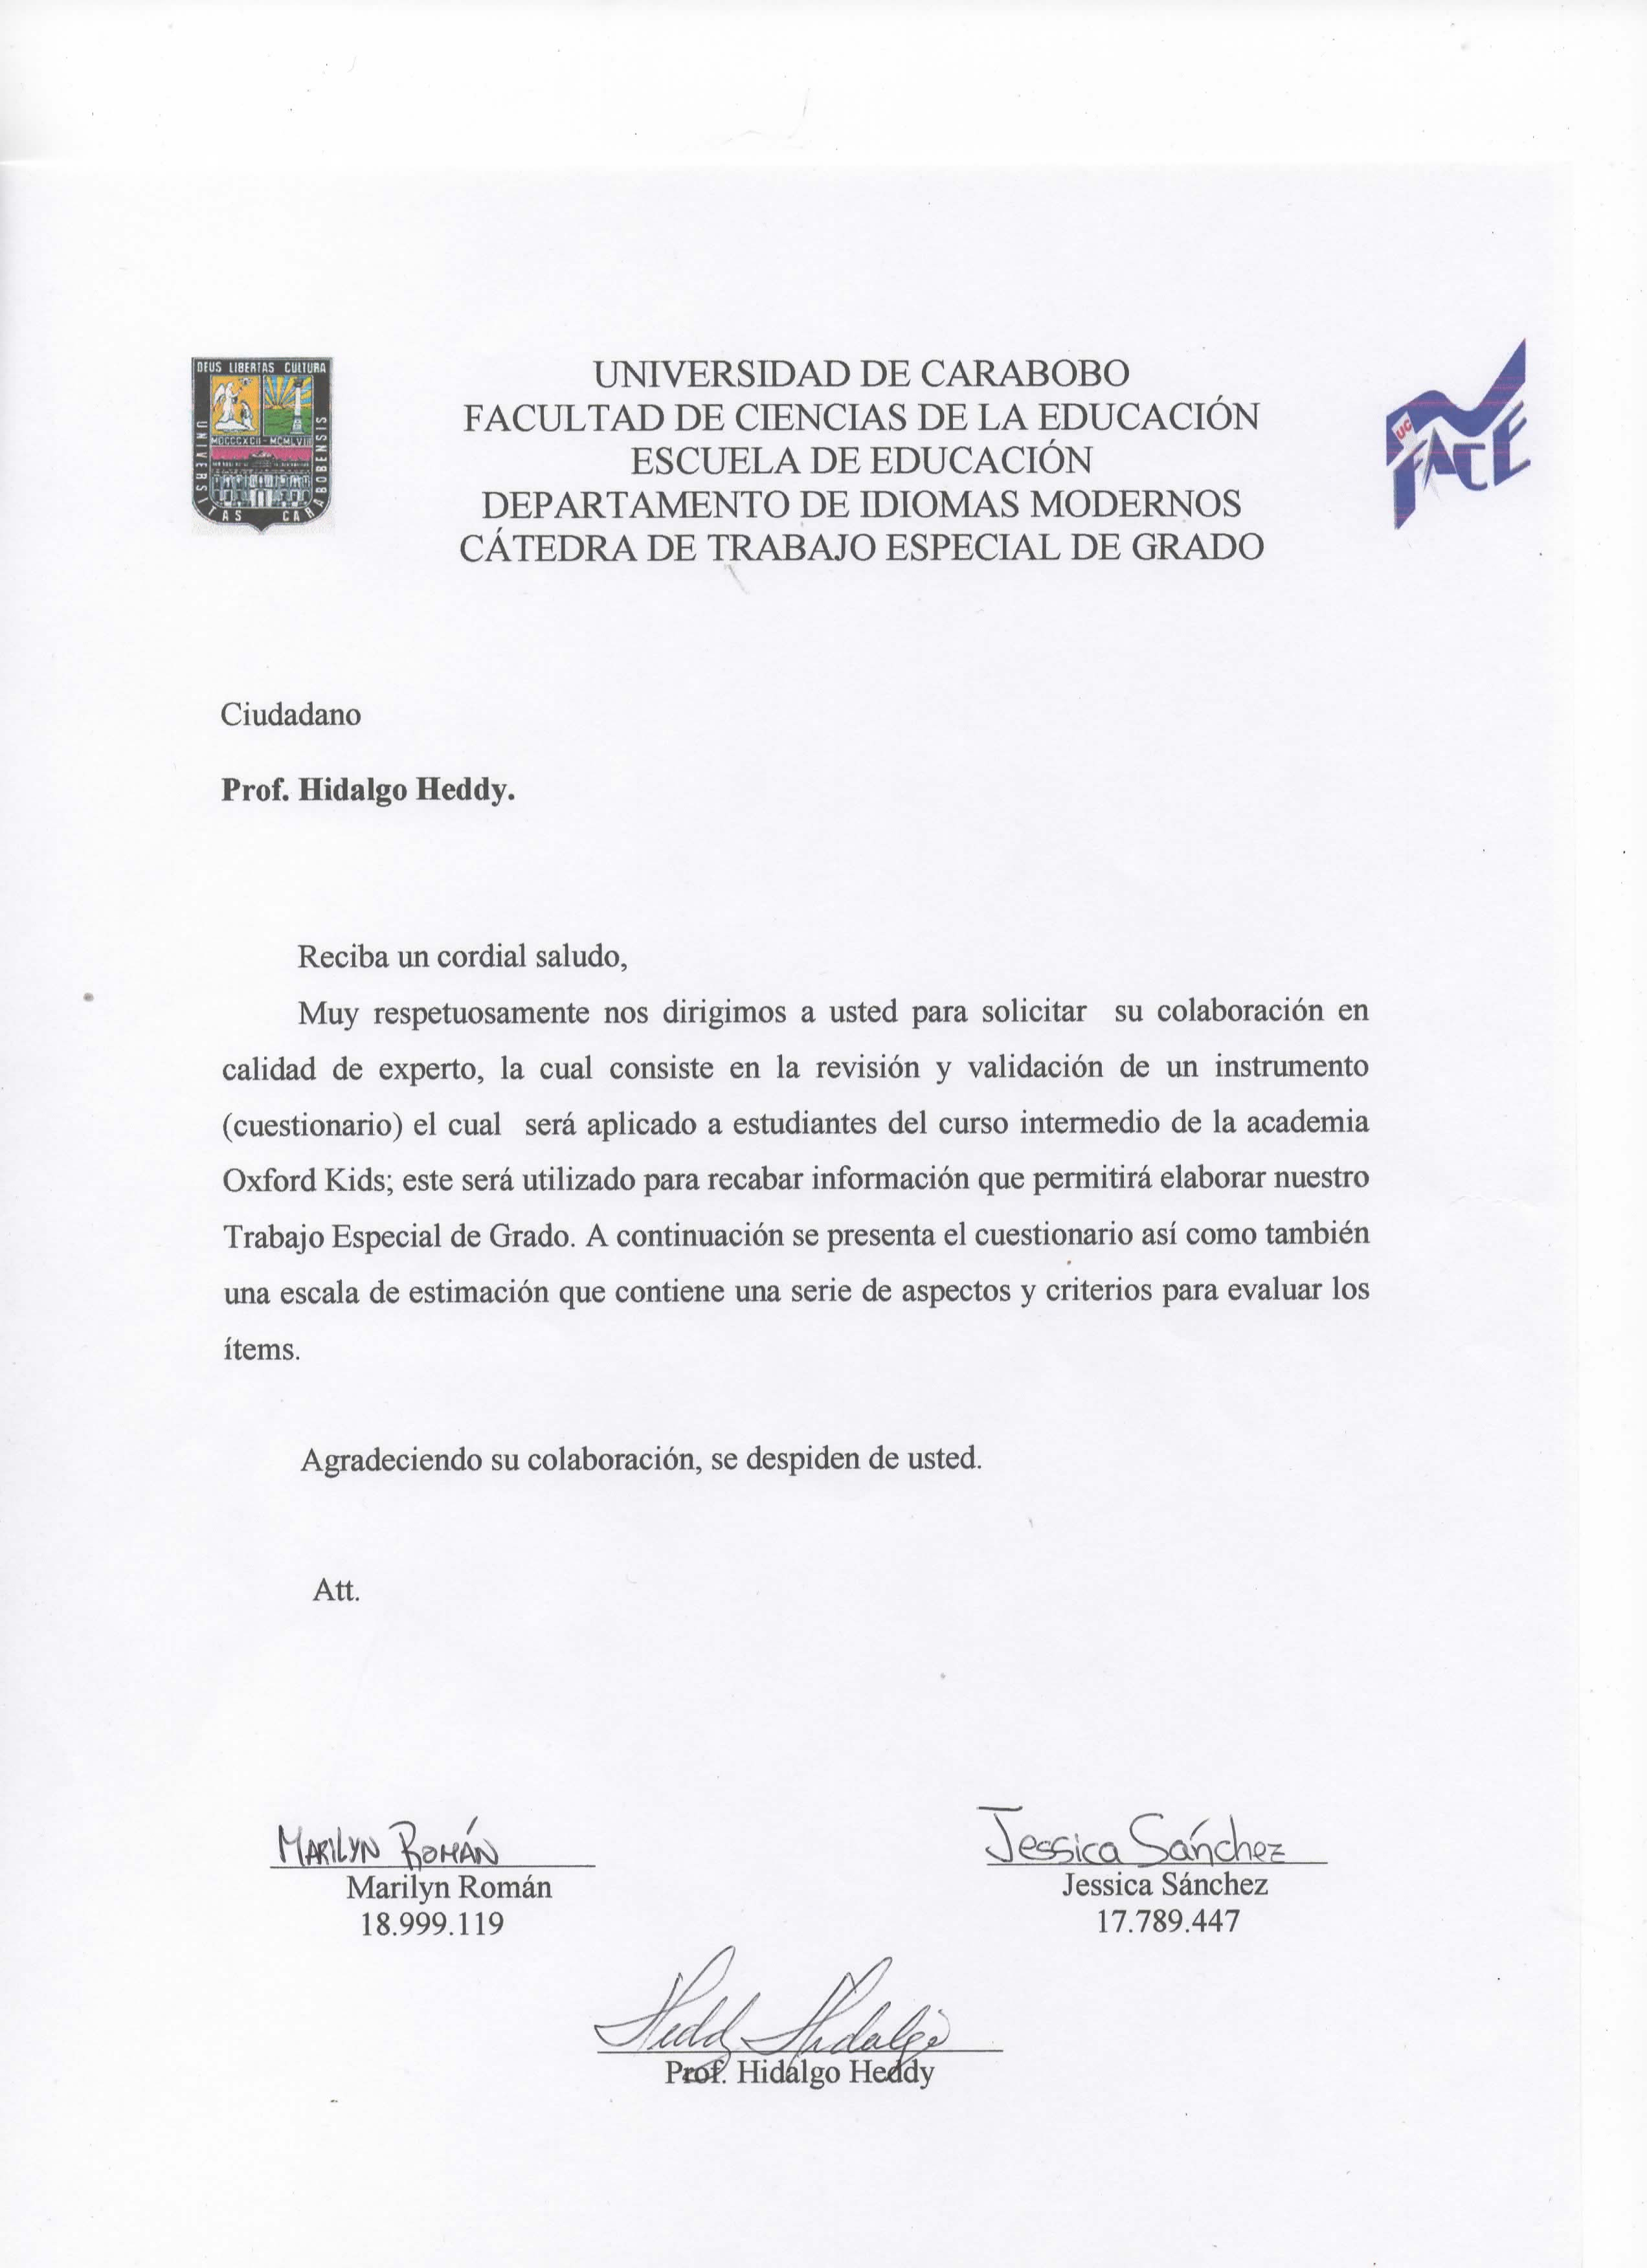 DEUS LIBERTAS CULTURA
MDCCCXCII - MCMLVIII
UNIVERSITAS CARABOBENSIS
UNIVERSIDAD DE CARABOBO
FACULTAD DE CIENCIAS DE LA EDUCACIÓN
ESCUELA DE EDUCACIÓN
DEPARTAMENTO DE IDIOMAS MODERNOS
CÁTEDRA DE TRABAJO ESPECIAL DE GRADO
UC
FACE
Ciudadano
Prof. Hidalgo Heddy.
Reciba un cordial saludo,
Muy respetuosamente nos dirigimos a usted para solicitar su colaboración en
calidad de experto, la cual consiste en la revisión y validación de un instrumento
(cuestionario) el cual será aplicado a estudiantes del curso intermedio de la academia
Oxford Kids; este será utilizado para recabar información que permitirá elaborar nuestro
Trabajo Especial de Grado. A continuación se presenta el cuestionario así como también
una escala de estimación que contiene una serie de aspectos y criterios para evaluar los
ítems.
Agradeciendo su colaboración, se despiden de usted.
Att.
MARILYN ROMÁN
Marilyn Román
18.999.119
Jessica Sánchez
Jessica Sánchez
17.789.447
Heddy Hidalgo
Prof. Hidalgo Heddy